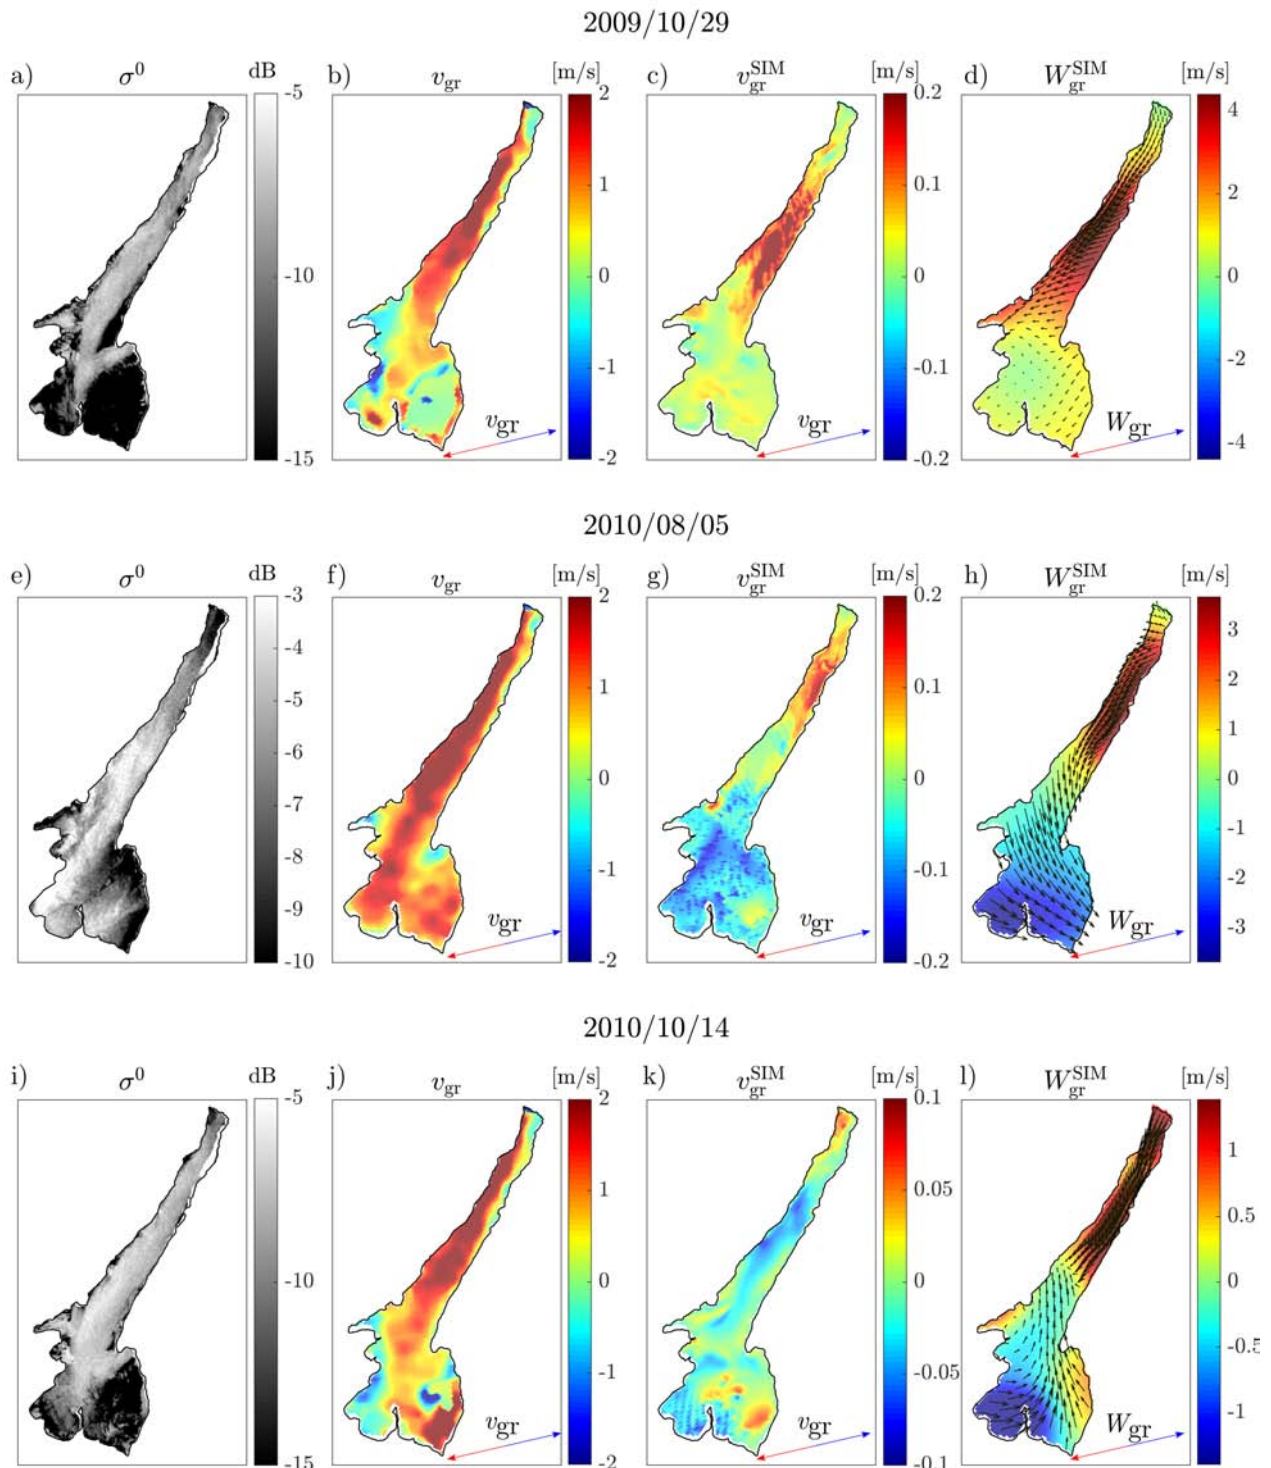 2009/10/29
a) σ⁰ dB b) v_gr [m/s] c) v_gr^SIM [m/s] d) W_gr^SIM [m/s]
-5 2 0.2 4
1 0.1 2
-10 0 0 0
-1 -0.1 -2
v_gr v_gr W_gr -4
-15 -2 -0.2
2010/08/05
e) σ⁰ dB f) v_gr [m/s] g) v_gr^SIM [m/s] h) W_gr^SIM [m/s]
-3 2 0.2 3
-4
-5 1 0.1 2
1
-6 0 0 0
-7 -1
-8 -1 -0.1 -2
-9 v_gr v_gr W_gr -3
-10 -2 -0.2
2010/10/14
i) σ⁰ dB j) v_gr [m/s] k) v_gr^SIM [m/s] l) W_gr^SIM [m/s]
-5 2 0.1 1
1 0.05 0.5
-10 0 0 0
-1 -0.05 -0.5
v_gr v_gr W_gr -1
-15 -2 -0.1